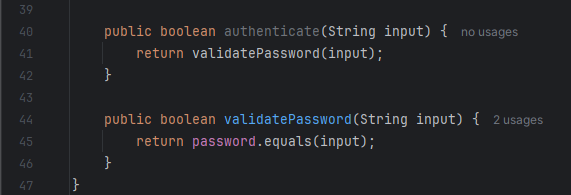 39
40 public boolean authenticate(String input) { no usages
41 return validatePassword(input);
42 }
43
44 public boolean validatePassword(String input) { 2 usages
45 return password.equals(input);
46 }
47 }